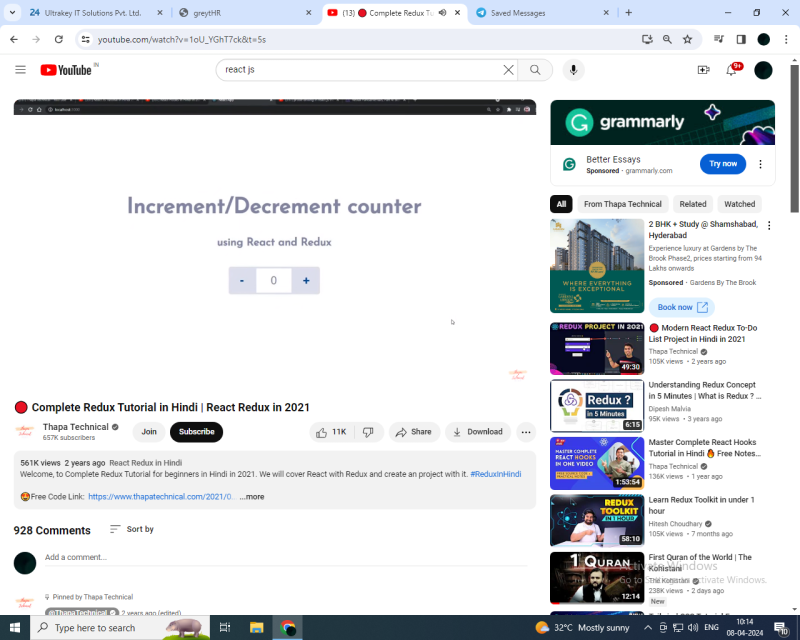 24 Ultrakey IT Solutions Pvt. Ltd.
greytHR
(13) 🔴 Complete Redux Tu
Saved Messages
youtube.com/watch?v=1oU_YGhT7ck&t=5s
YouTube IN
react js
9+
grammarly
Better Essays
Sponsored · grammarly.com
Try now
Increment/Decrement counter
using React and Redux
- 0 +
All
From Thapa Technical
Related
Watched
2 BHK + Study @ Shamshabad,
Hyderabad
Experience luxury at Gardens by The
Brook Phase2, prices starting from 94
Lakhs onwards
Sponsored · Gardens By The Brook
Book now
WHERE EVERYTHING
IS EXCEPTIONAL
REDUX PROJECT IN 2021
49:30
🔴 Modern React Redux To-Do
List Project in Hindi in 2021
Thapa Technical
105K views · 2 years ago
Redux ?
in 5 Minutes
6:15
Understanding Redux Concept
in 5 Minutes | What is Redux ? ...
Dipesh Malvia
95K views · 3 years ago
MASTER COMPLETE
REACT HOOKS
IN ONE VIDEO
1:53:54
Master Complete React Hooks
Tutorial in Hindi 🔥 Free Notes...
Thapa Technical
136K views · 1 year ago
REDUX
TOOLKIT
IN 1 HOUR
58:10
Learn Redux Toolkit in under 1
hour
Hitesh Choudhary
105K views · 7 months ago
1 QURAN
12:14
First Quran of the World | The
Kohistani
The Kohistani
238K views · 2 days ago
New
🔴 Complete Redux Tutorial in Hindi | React Redux in 2021
Thapa Technical
657K subscribers
Join
Subscribe
11K
Share
Download
561K views 2 years ago React Redux in Hindi
Welcome, to Complete Redux Tutorial for beginners in Hindi in 2021. We will cover React with Redux and create an project with it. #ReduxInHindi
🤩Free Code Link: https://www.thapatechnical.com/2021/0... ...more
928 Comments
Sort by
Add a comment...
Pinned by Thapa Technical
@ThapaTechnical 2 years ago (edited)
Activate Windows
Go to Settings to activate Windows.
Type here to search
32°C Mostly sunny
ENG
10:14
08-04-2024
10